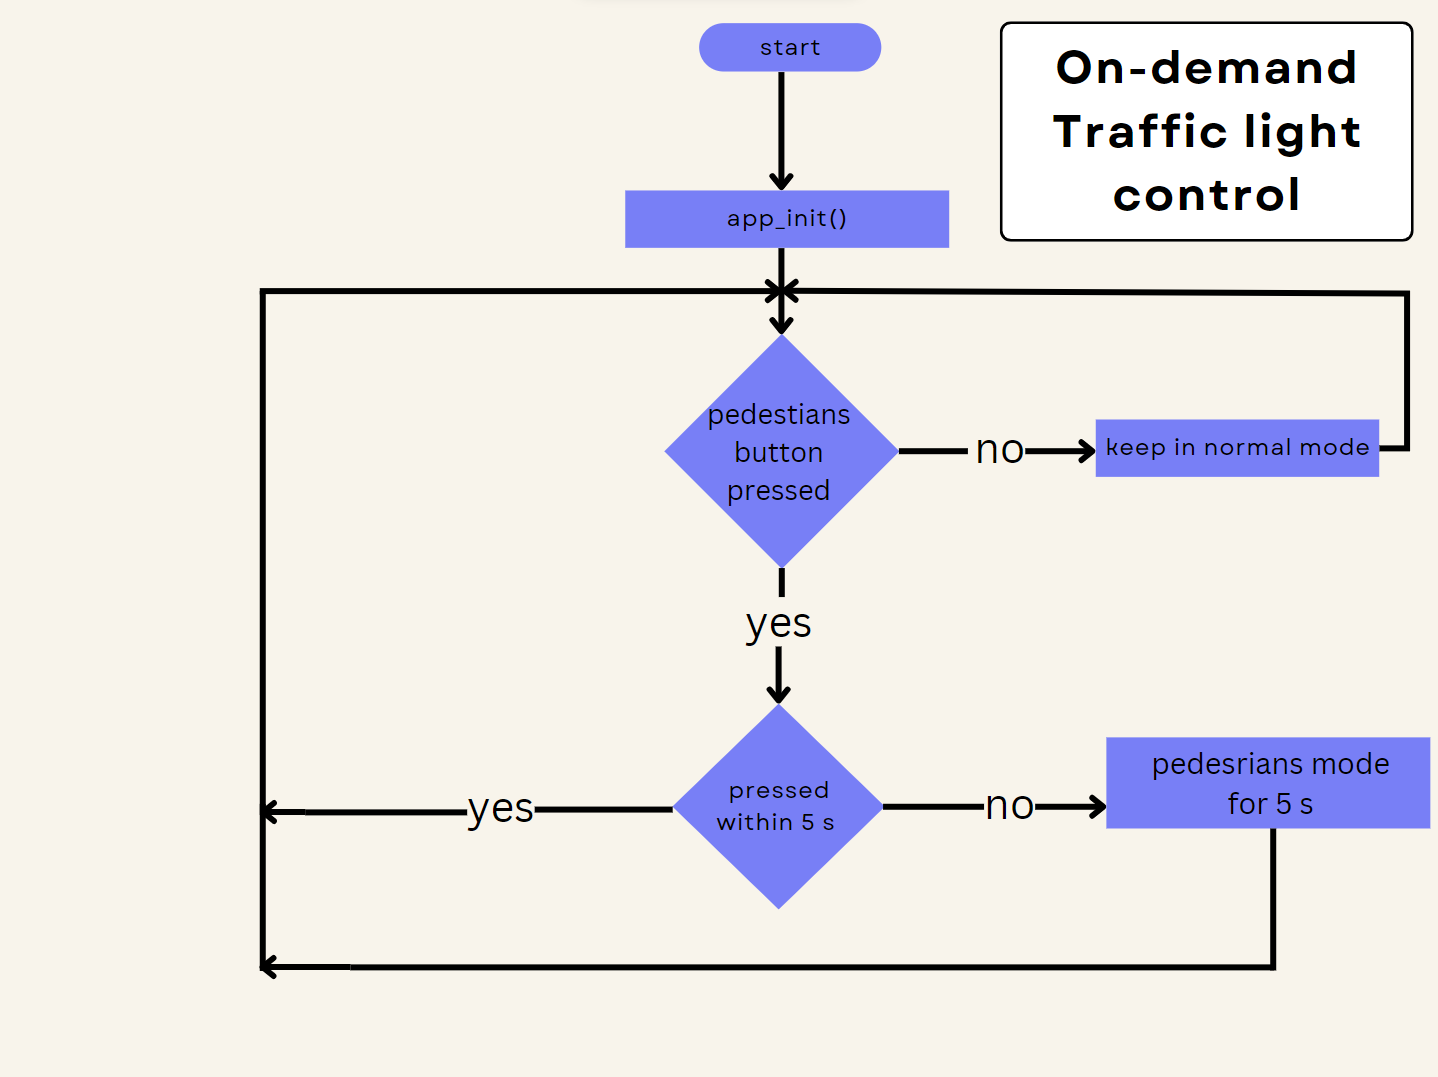 start
On-demand
Traffic light
control
app_init()
pedestians
button
pressed
no
keep in normal mode
yes
pressed
within 5 s
yes
no
pedesrians mode
for 5 s